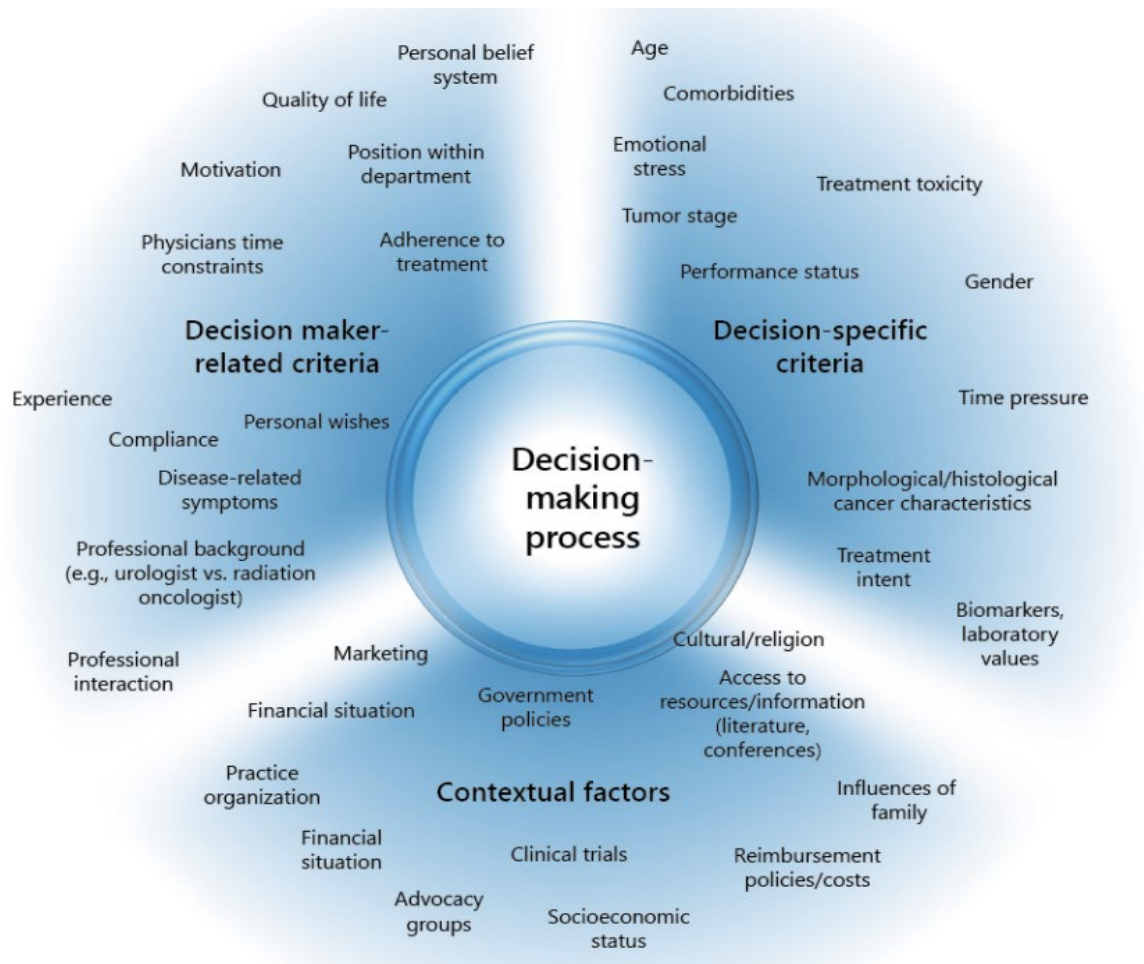 Personal belief
system
Quality of life
Motivation
Position within
department
Physicians time
constraints
Adherence to
treatment
Decision maker-
related criteria
Experience
Personal wishes
Compliance
Disease-related
symptoms
Professional background
(e.g., urologist vs. radiation
oncologist)
Professional
interaction
Age
Comorbidities
Emotional
stress
Treatment toxicity
Tumor stage
Performance status
Gender
Decision-specific
criteria
Time pressure
Morphological/histological
cancer characteristics
Treatment
intent
Biomarkers,
laboratory
values
Decision-
making
process
Cultural/religion
Marketing
Government
policies
Access to
resources/information
(literature,
conferences)
Financial situation
Practice
organization
Contextual factors
Influences of
family
Financial
situation
Clinical trials
Reimbursement
policies/costs
Advocacy
groups
Socioeconomic
status